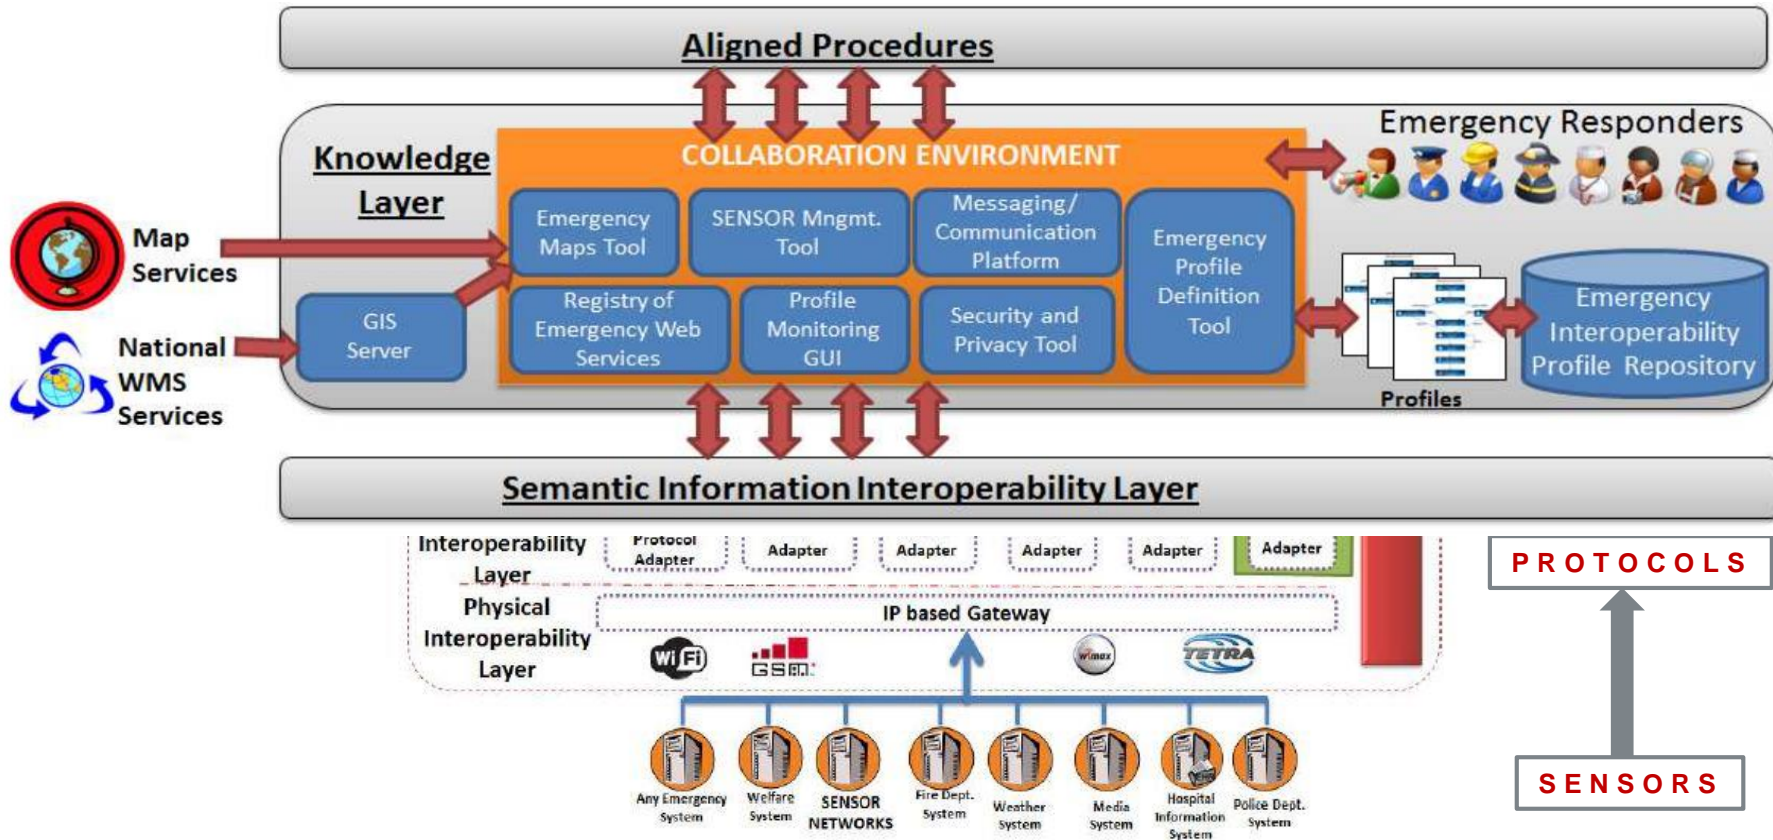 Aligned Procedures
Knowledge
Layer
COLLABORATION ENVIRONMENT
Emergency Responders
Emergency
Maps Tool
SENSOR Mngmt.
Tool
Messaging/
Communication
Platform
Emergency
Profile
Definition
Tool
Registry of
Emergency Web
Services
Profile
Monitoring
GUI
Security and
Privacy Tool
Map
Services
GIS
Server
National
WMS
Services
Profiles
Emergency
Interoperability
Profile Repository
Semantic Information Interoperability Layer
Interoperability
Layer
Protocol
Adapter
Adapter
Adapter
Adapter
Adapter
Adapter
Physical
Interoperability
Layer
IP based Gateway
WiFi
GSM
wimax
TETRA
Any Emergency
System
Welfare
System
SENSOR
NETWORKS
Fire Dept.
System
Weather
System
Media
System
Hospital
Information
System
Police Dept.
System
PROTOCOLS
SENSORS